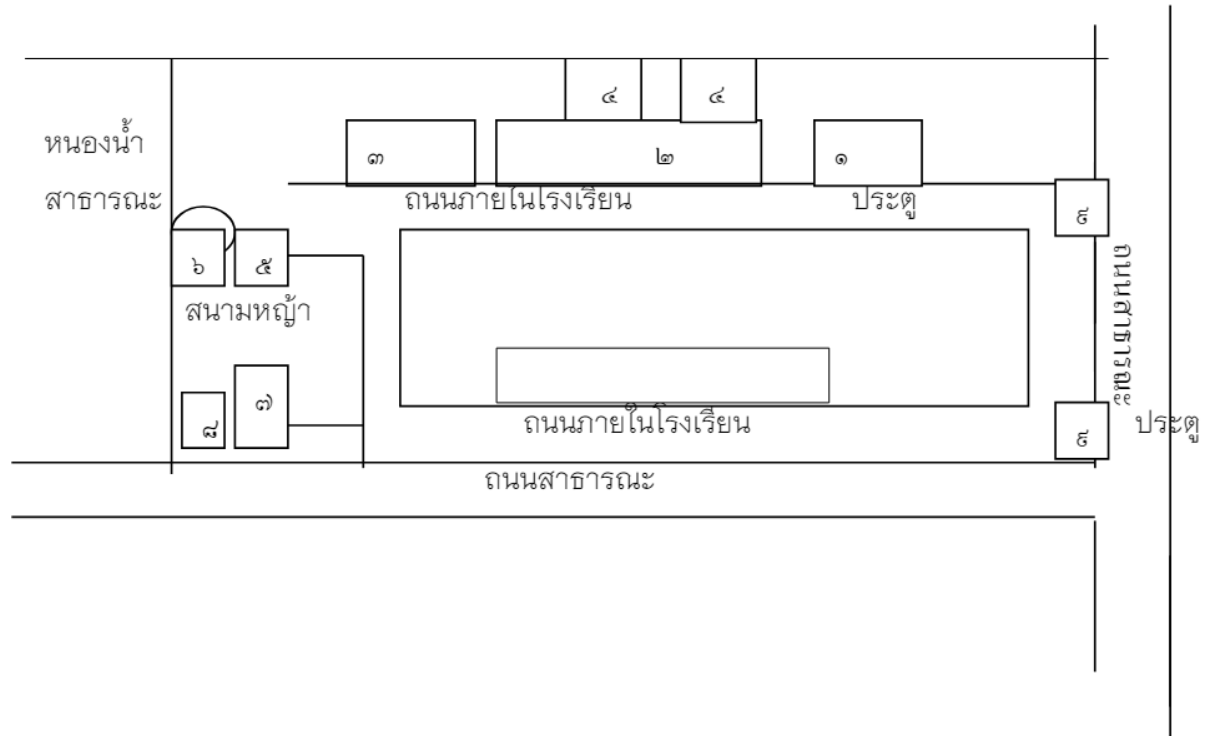 ๔ ๔
หนองน้ำ
๓ ๒ ๑
สาธารณะ
ถนนภายในโรงเรียน ประตู
๙
๖ ๕
ถนนสาธารณะ
สนามหญ้า
๘ ๗
ถนนภายในโรงเรียน
๙ ประตู
ถนนสาธารณะ